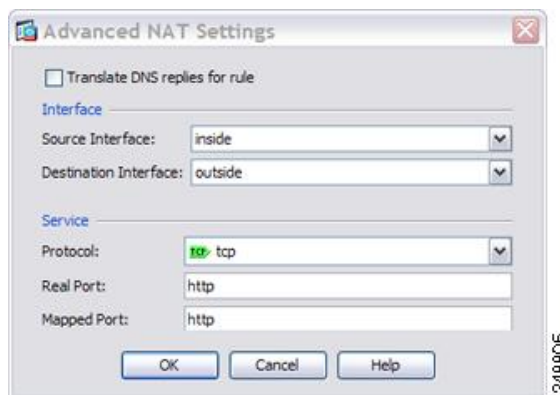 Advanced NAT Settings
Translate DNS replies for rule
Interface
Source Interface: inside
Destination Interface: outside
Service
Protocol: TCP tcp
Real Port: http
Mapped Port: http
OK Cancel Help
248905